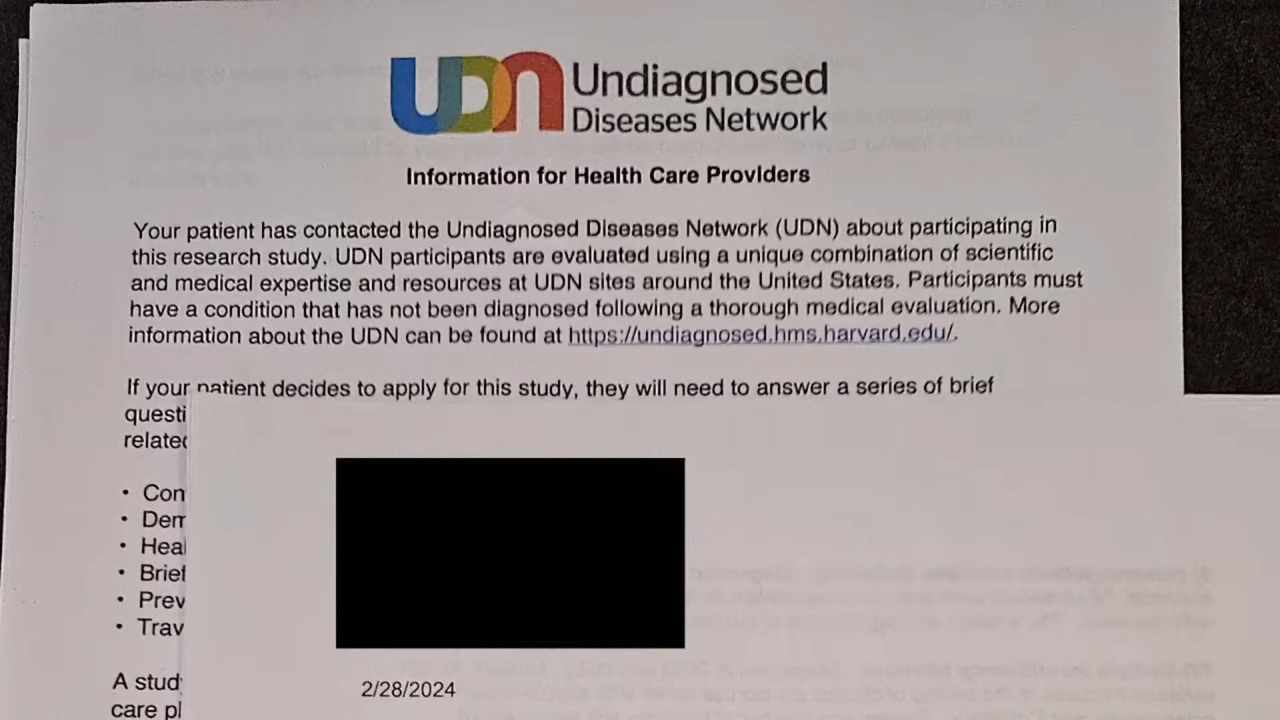 UDN Undiagnosed
Diseases Network
Information for Health Care Providers
Your patient has contacted the Undiagnosed Diseases Network (UDN) about participating in
this research study. UDN participants are evaluated using a unique combination of scientific
and medical expertise and resources at UDN sites around the United States. Participants must
have a condition that has not been diagnosed following a thorough medical evaluation. More
information about the UDN can be found at https://undiagnosed.hms.harvard.edu/.
If your patient decides to apply for this study, they will need to answer a series of brief
questi
related
• Con
• Dem
• Heal
• Brief
• Prev
• Trav
A stud
care pl
2/28/2024